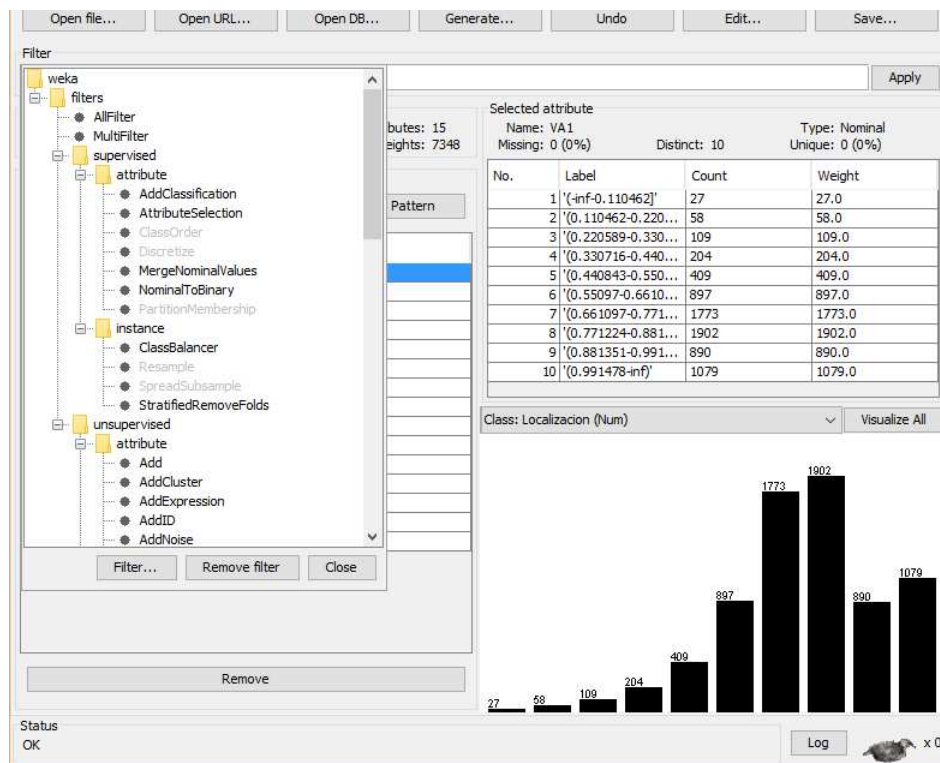 Open file...
Open URL...
Open DB...
Generate...
Undo
Edit...
Save...
Filter
Apply
weka
filters
AllFilter
MultiFilter
supervised
attribute
AddClassification
AttributeSelection
ClassOrder
Discretize
MergeNominalValues
NominalToBinary
PartitionMembership
instance
ClassBalancer
Resample
SpreadSubsample
StratifiedRemoveFolds
unsupervised
attribute
Add
AddCluster
AddExpression
AddID
AddNoise
Filter...
Remove filter
Close
butes: 15
eights: 7348
Pattern
Remove
Selected attribute
Name: VA1
Type: Nominal
Missing: 0 (0%)
Distinct: 10
Unique: 0 (0%)
No. Label Count Weight
1 '(-inf-0.110462]' 27 27.0
2 '(0.110462-0.220... 58 58.0
3 '(0.220589-0.330... 109 109.0
4 '(0.330716-0.440... 204 204.0
5 '(0.440843-0.550... 409 409.0
6 '(0.55097-0.6610... 897 897.0
7 '(0.661097-0.771... 1773 1773.0
8 '(0.771224-0.881... 1902 1902.0
9 '(0.881351-0.991... 890 890.0
10 '(0.991478-inf)' 1079 1079.0
Class: Localizacion (Num)
Visualize All
27
58
109
204
409
897
1773
1902
890
1079
Status
OK
Log
x 0